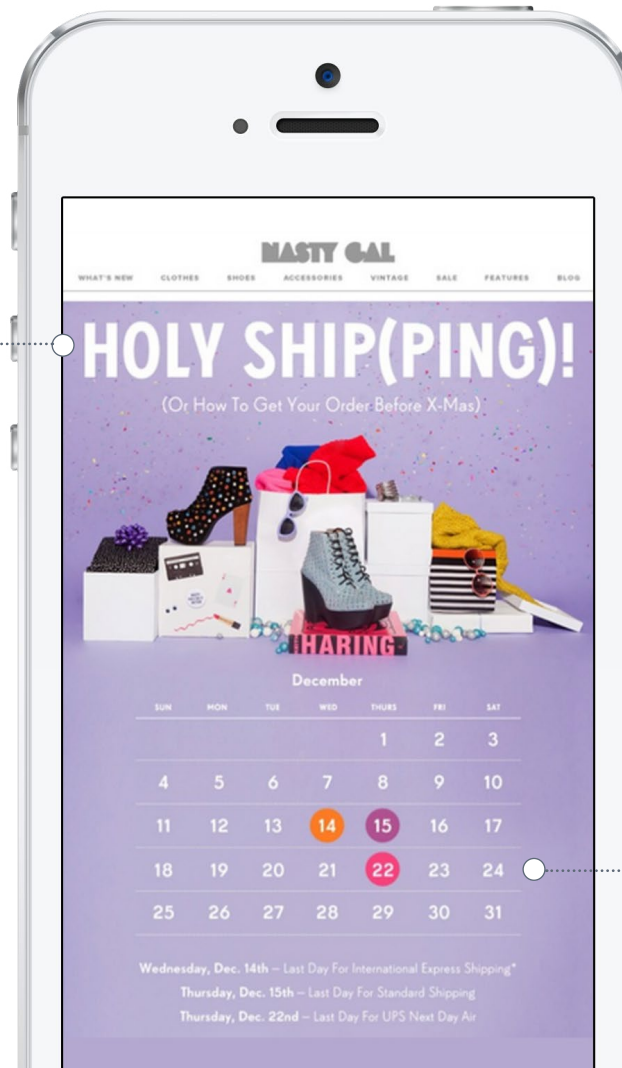 NASTY GAL
WHAT'S NEW CLOTHES SHOES ACCESSORIES VINTAGE SALE FEATURES BLOG
HOLY SHIP(PING)!
(Or How To Get Your Order Before X-Mas)
HARING
December
SUN MON TUE WED THURS FRI SAT
1 2 3
4 5 6 7 8 9 10
11 12 13 14 15 16 17
18 19 20 21 22 23 24
25 26 27 28 29 30 31
Wednesday, Dec. 14th – Last Day For International Express Shipping*
Thursday, Dec. 15th – Last Day For Standard Shipping
Thursday, Dec. 22nd – Last Day For UPS Next Day Air